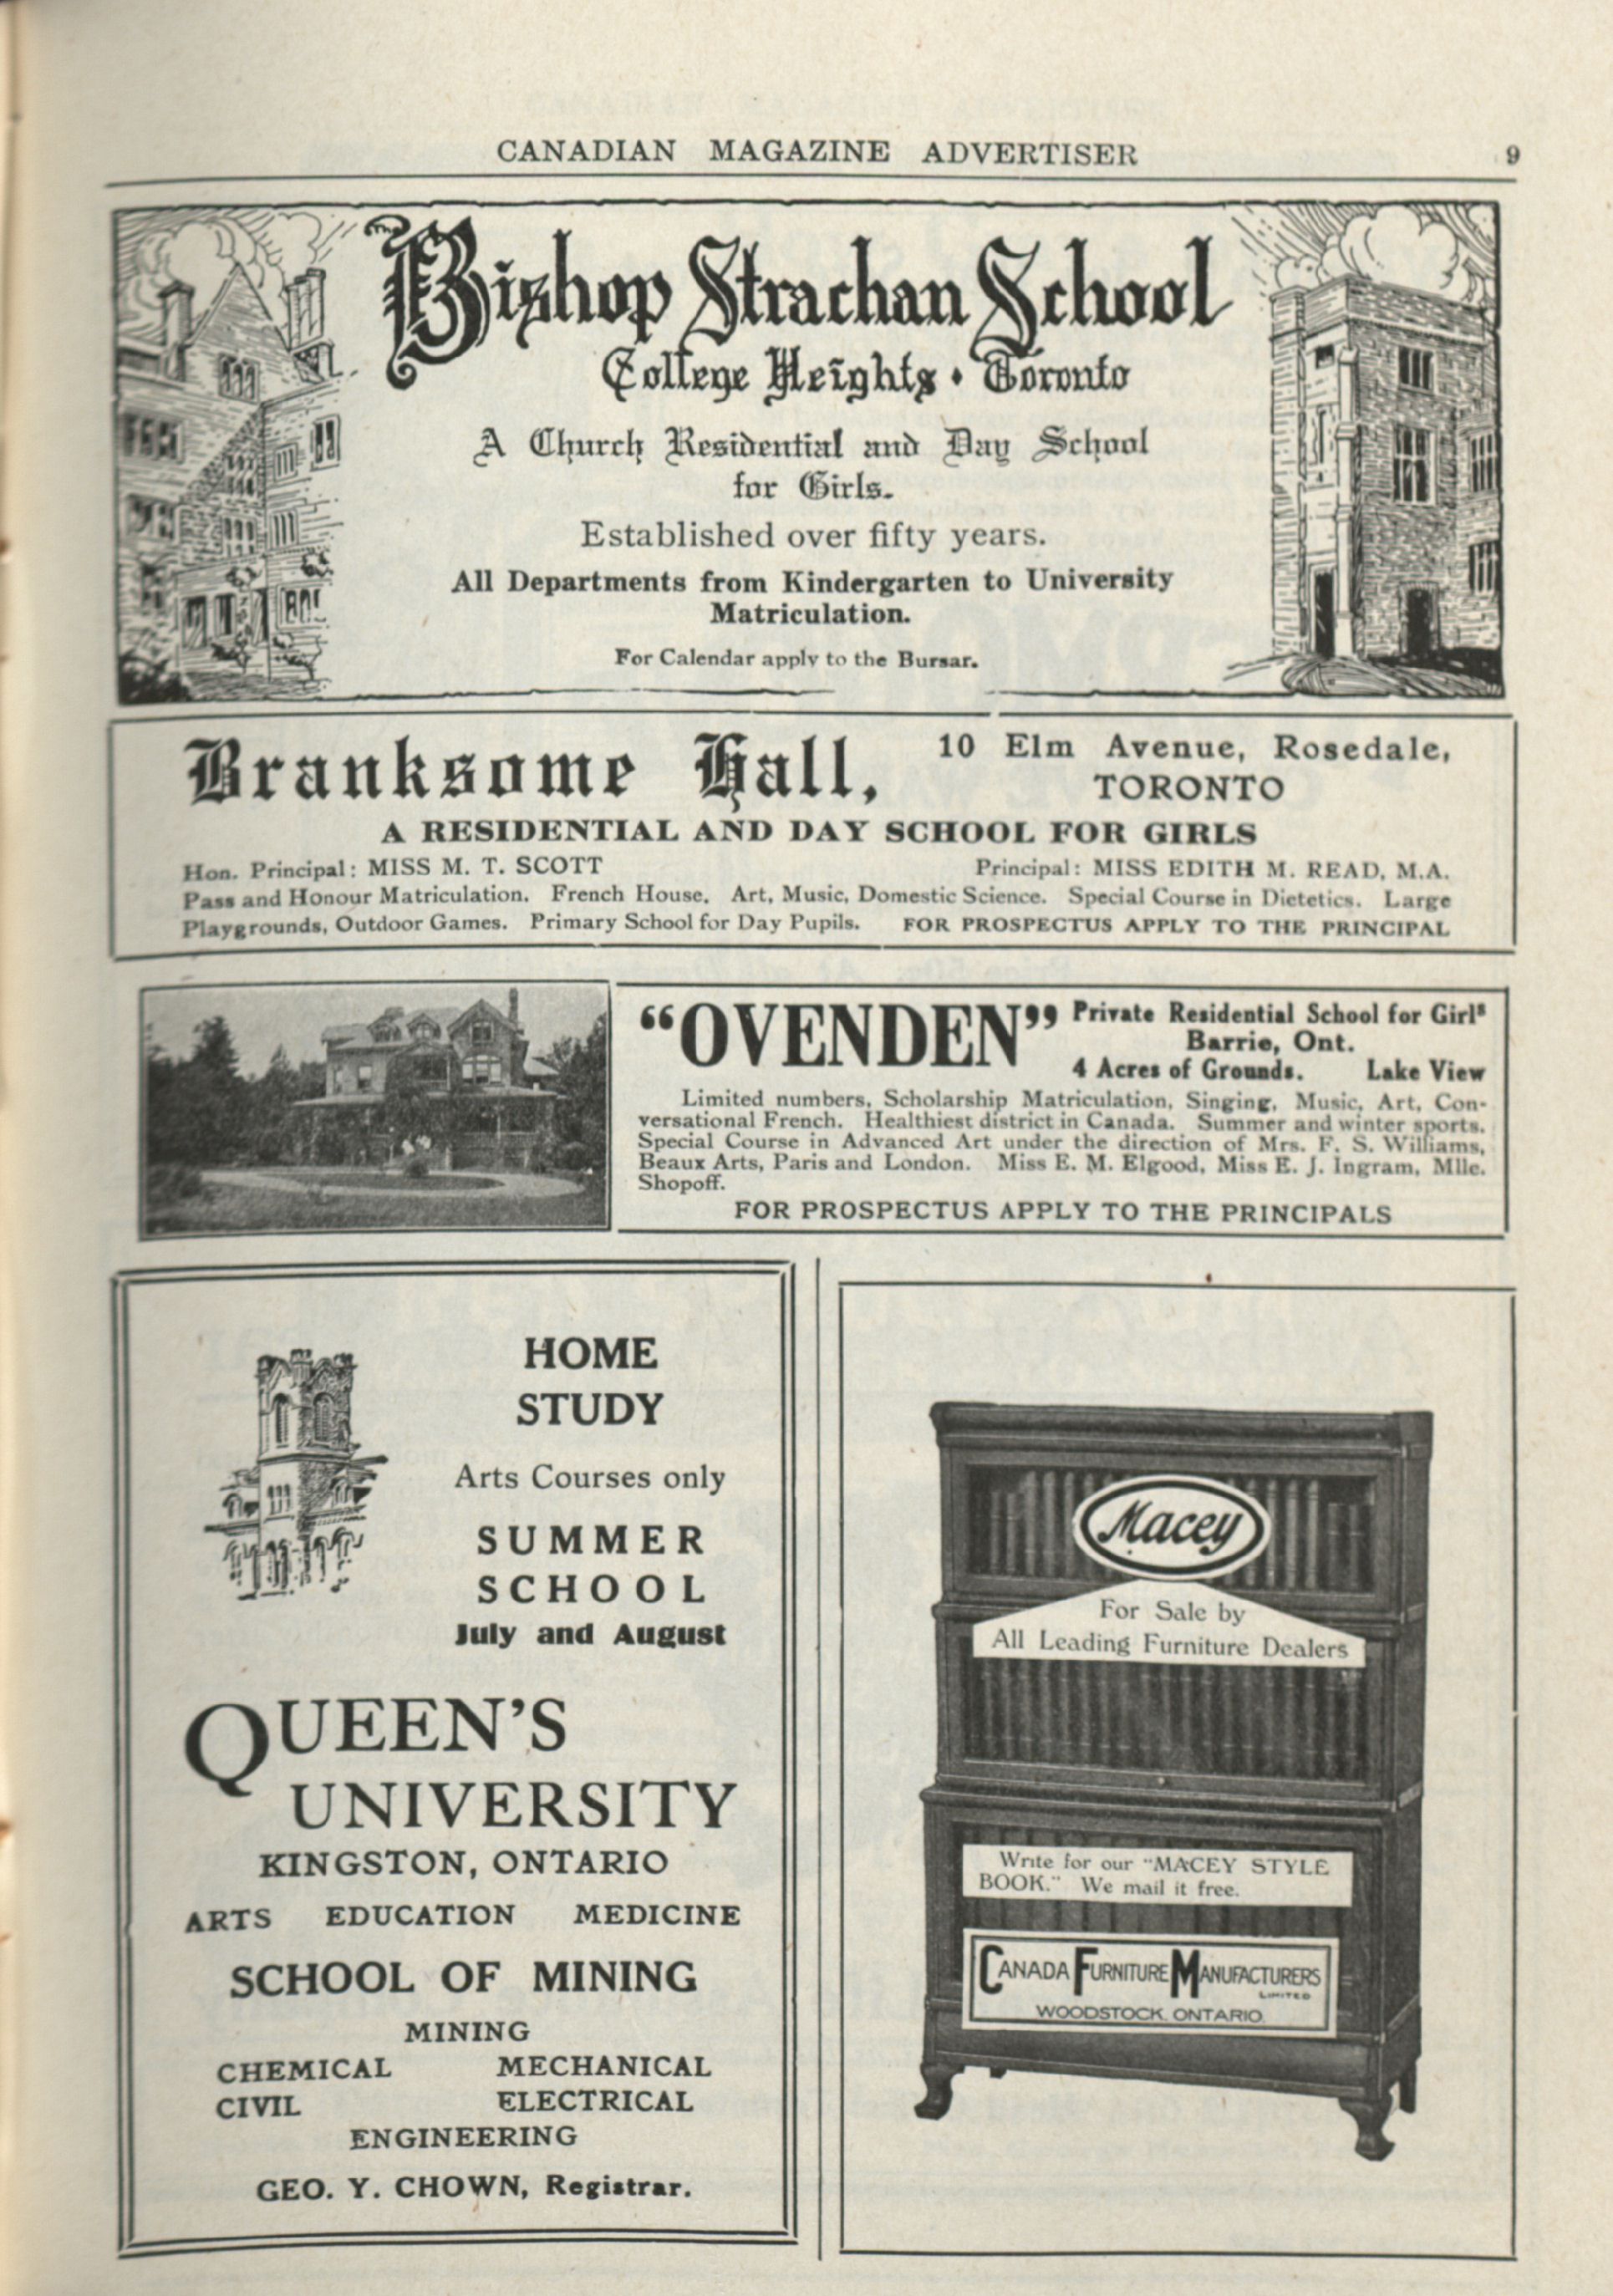 CANADIAN MAGAZINE ADVERTISER 9
The Bishop Strachan School
College Heights • Toronto
A Church Residential and Day School
for Girls.
Established over fifty years.
All Departments from Kindergarten to University
Matriculation.
For Calendar apply to the Bursar.
Branksome Hall,
10 Elm Avenue, Rosedale,
TORONTO
A RESIDENTIAL AND DAY SCHOOL FOR GIRLS
Hon. Principal: MISS M. T. SCOTT Principal: MISS EDITH M. READ, M.A.
Pass and Honour Matriculation. French House, Art, Music, Domestic Science. Special Course in Dietetics. Large
Playgrounds, Outdoor Games. Primary School for Day Pupils. FOR PROSPECTUS APPLY TO THE PRINCIPAL
"OVENDEN"
Private Residential School for Girls
Barrie, Ont.
4 Acres of Grounds. Lake View
Limited numbers, Scholarship Matriculation, Singing, Music, Art, Con-
versational French. Healthiest district in Canada. Summer and winter sports.
Special Course in Advanced Art under the direction of Mrs. F. S. Williams,
Beaux Arts, Paris and London. Miss E. M. Elgood, Miss E. J. Ingram, Mlle.
Shopoff.
FOR PROSPECTUS APPLY TO THE PRINCIPALS
HOME
STUDY
Arts Courses only
SUMMER
SCHOOL
July and August
QUEEN'S
UNIVERSITY
KINGSTON, ONTARIO
ARTS EDUCATION MEDICINE
SCHOOL OF MINING
MINING
CHEMICAL MECHANICAL
CIVIL ELECTRICAL
ENGINEERING
GEO. Y. CHOWN, Registrar.
Macey
For Sale by
All Leading Furniture Dealers
Write for our "MACEY STYLE
BOOK." We mail it free.
CANADA FURNITURE MANUFACTURERS
LIMITED
WOODSTOCK, ONTARIO